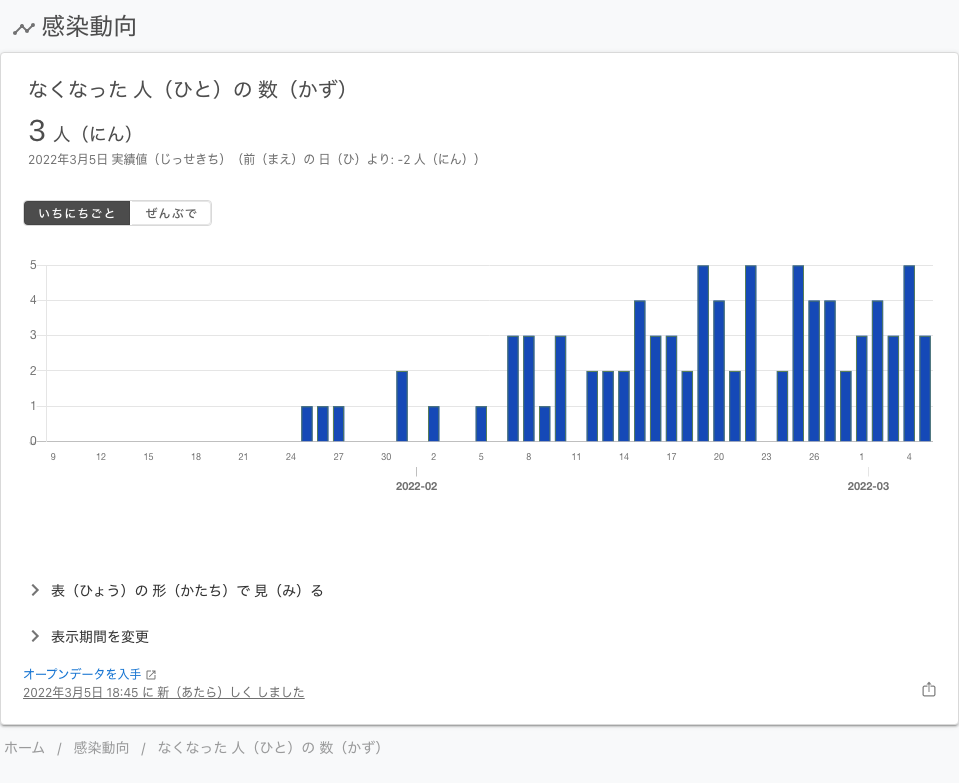 感染動向
なくなった 人（ひと）の 数（かず）
3 人（にん）
2022年3月5日 実績値（じっせきち）（前（まえ）の 日（ひ）より: -2 人（にん））
いちにちごと ぜんぶで
5
4
3
2
1
0
9 12 15 18 21 24 27 30 2 5 8 11 14 17 20 23 26 1 4
2022-02 2022-03
表（ひょう）の 形（かたち）で 見（み）る
表示期間を変更
オープンデータを入手
2022年3月5日 18:45 に 新（あたら）しく しました
ホーム / 感染動向 / なくなった 人（ひと）の 数（かず）